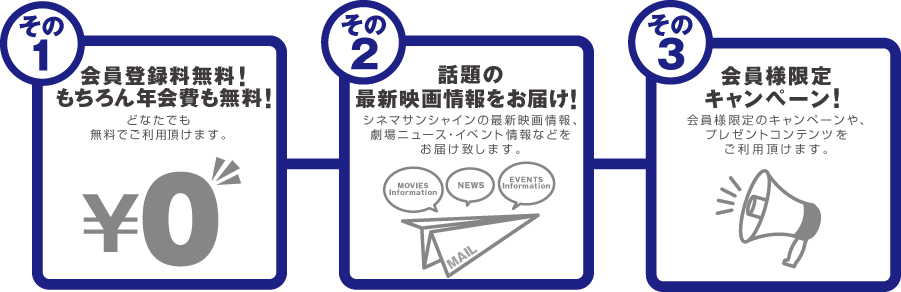 その
1
会員登録料無料!
もちろん年会費も無料!
どなたでも
無料でご利用頂けます。
¥0
その
2
話題の
最新映画情報をお届け!
シネマサンシャインの最新映画情報、
劇場ニュース・イベント情報などを
お届け致します。
MOVIES
Information
NEWS
EVENTS
Information
MAIL
その
3
会員様限定
キャンペーン!
会員様限定のキャンペーンや、
プレゼントコンテンツを
ご利用頂けます。